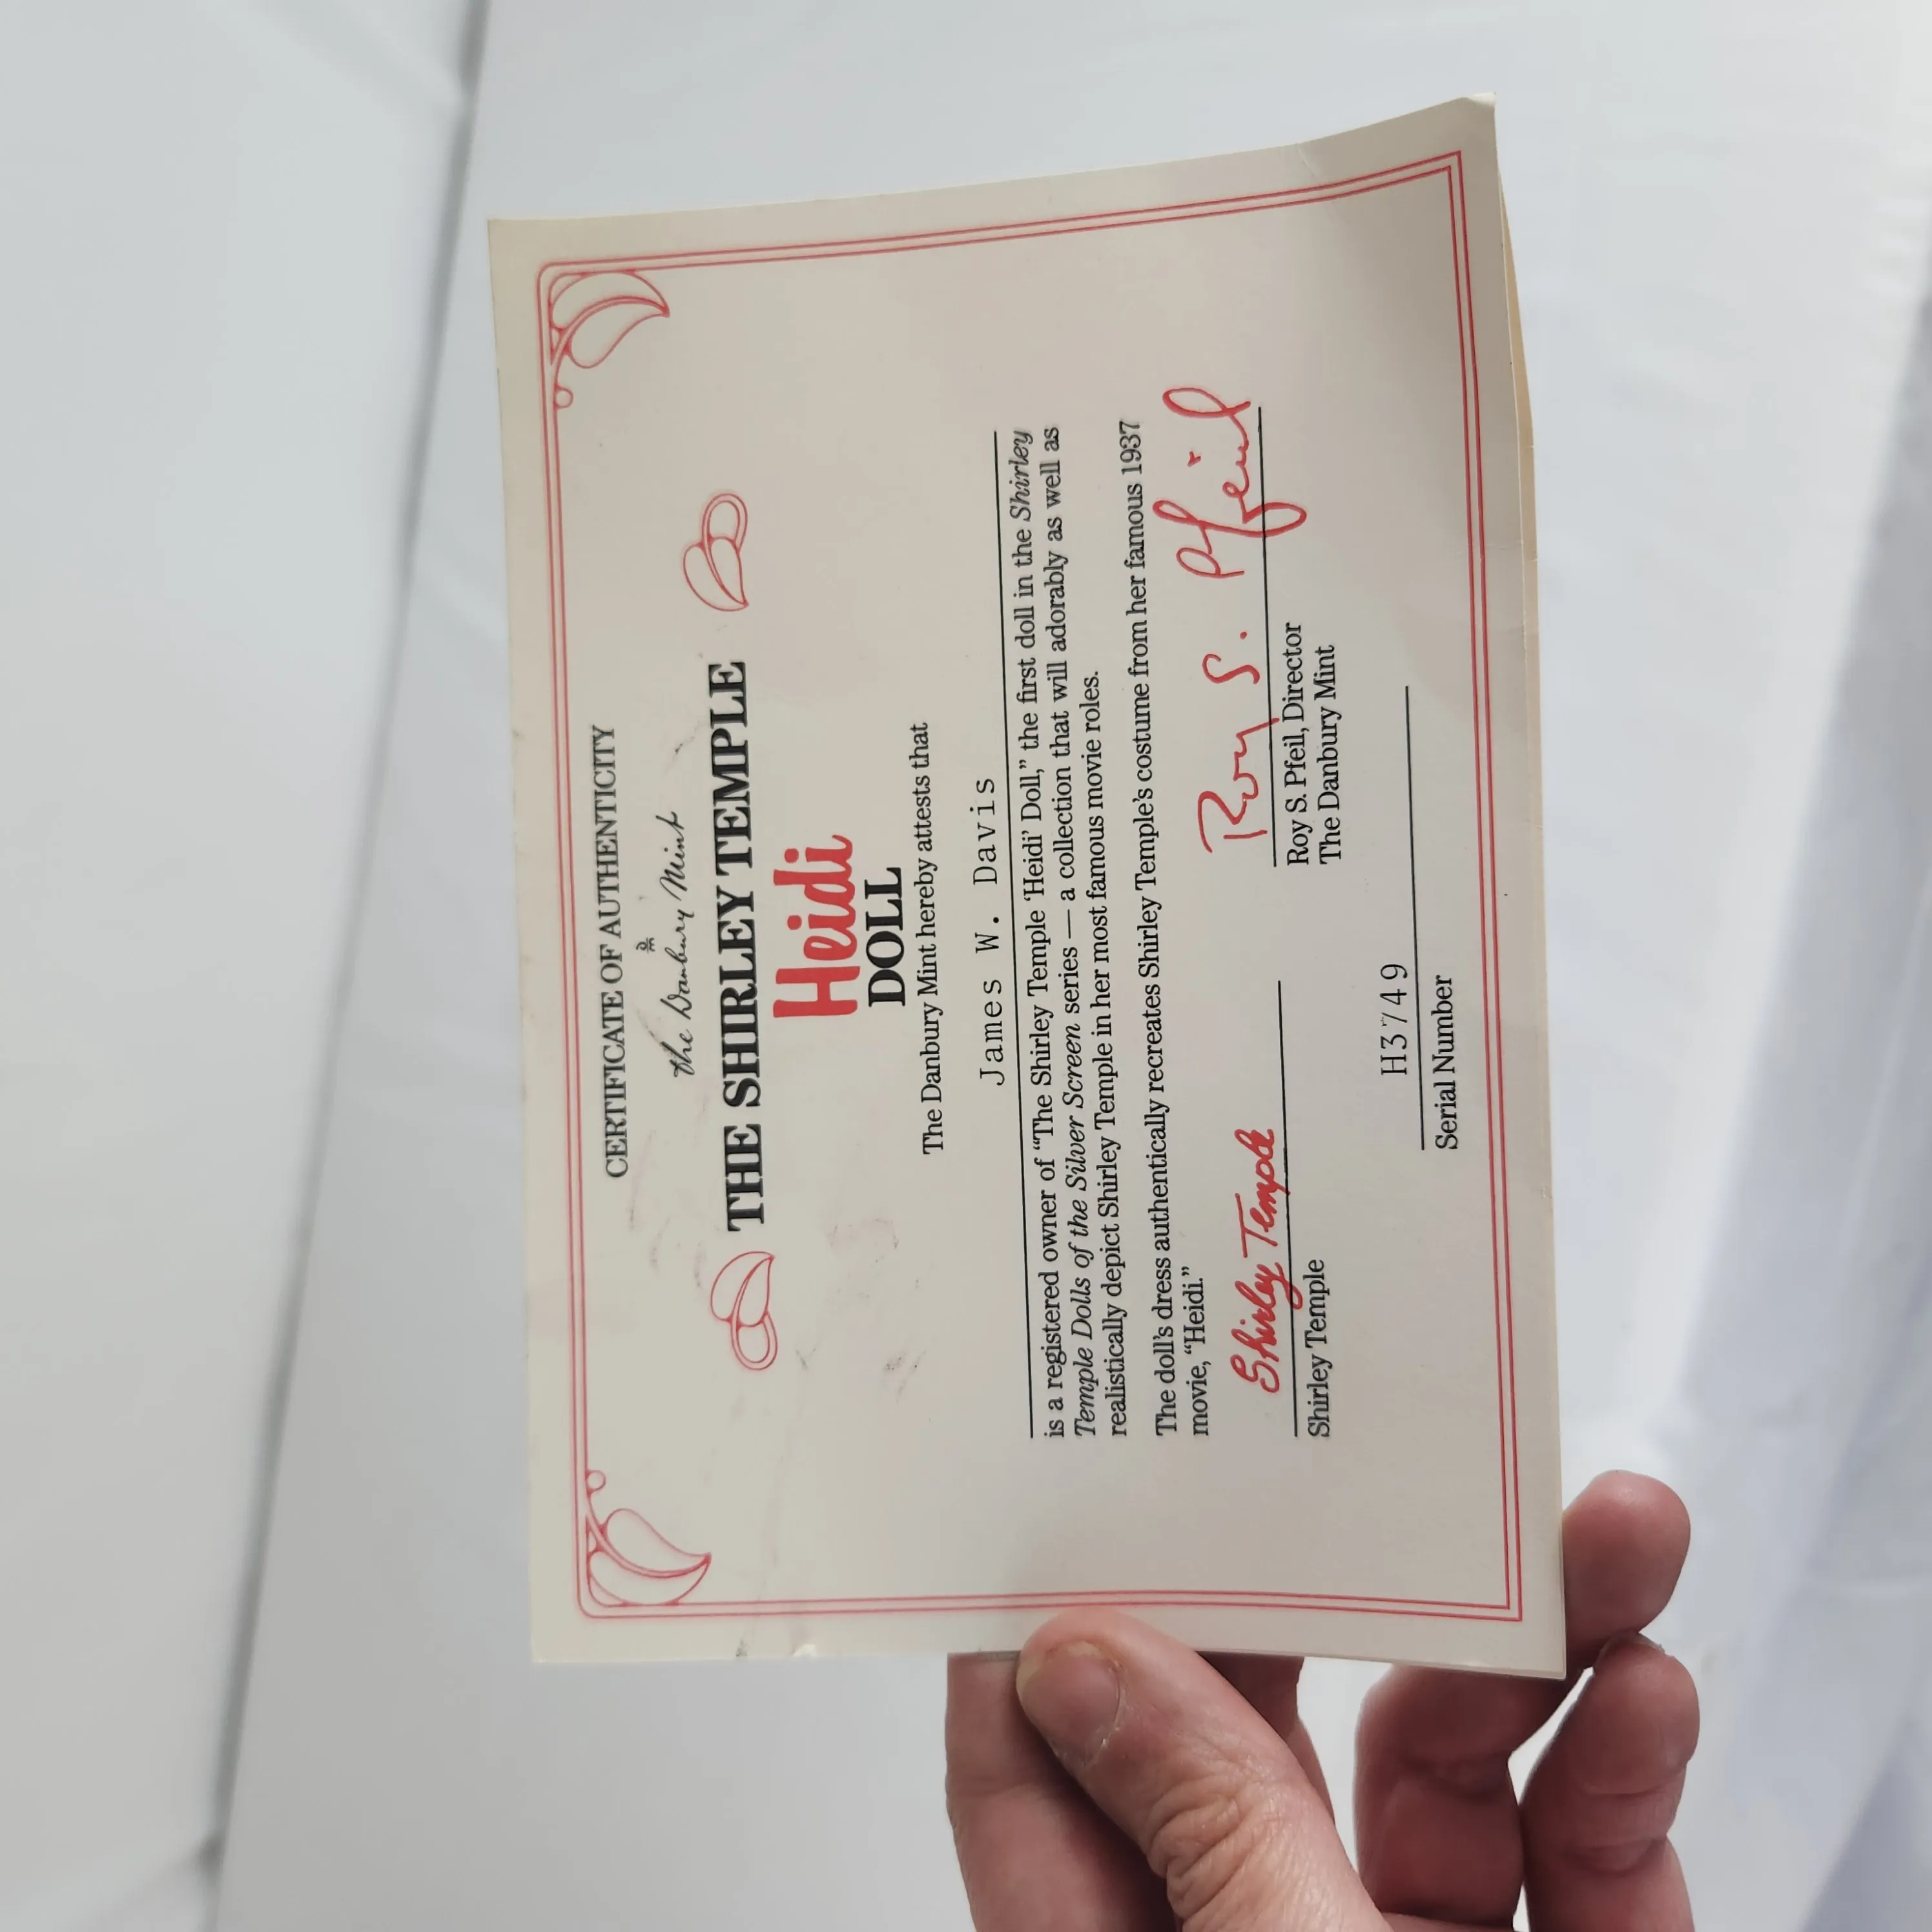 CERTIFICATE OF AUTHENTICITY
the Danbury Mint
THE SHIRLEY TEMPLE
Heidi
DOLL
The Danbury Mint hereby attests that
James W. Davis
is a registered owner of “The Shirley Temple ‘Heidi’ Doll,” the first doll in the Shirley
Temple Dolls of the Silver Screen series — a collection that will adorably as well as
realistically depict Shirley Temple in her most famous movie roles.
The doll’s dress authentically recreates Shirley Temple’s costume from her famous 1937
movie, “Heidi.”
Shirley Temple
Roy S. Pfeil
Shirley Temple
Roy S. Pfeil, Director
The Danbury Mint
H3749
Serial Number